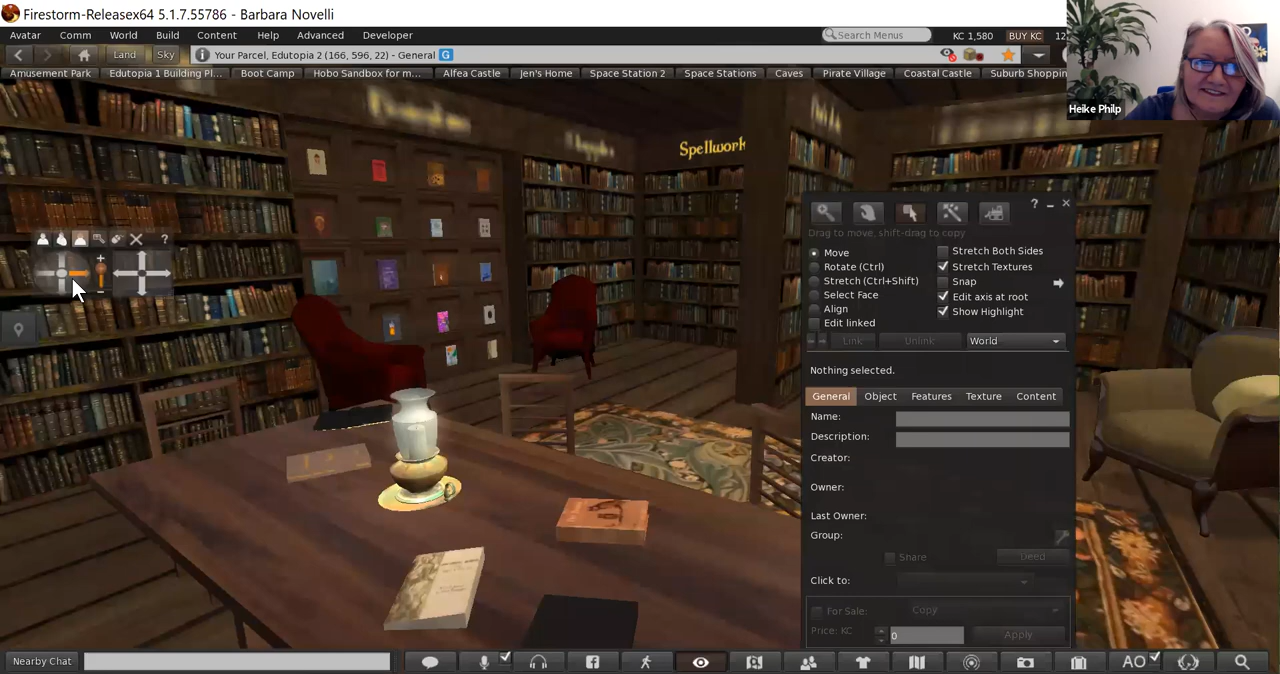 Firestorm-Releasex64 5.1.7.55786 - Barbara Novelli
Avatar Comm World Build Content Help Advanced Developer
Search Menus
KC 1,580 BUY KC 12
Land Sky
Your Parcel, Edutopia 2 (166, 596, 22) - General G
Amusement Park Edutopia 1 Building Pl... Boot Camp Hobo Sandbox for m... Alfea Castle Jen's Home Space Station 2 Space Stations Caves Pirate Village Coastal Castle Suburb Shoppin
Heike Philp
Spellwork
?
? _ ×
Drag to move, shift-drag to copy
Move
Rotate (Ctrl)
Stretch (Ctrl+Shift)
Select Face
Align
Edit linked
Stretch Both Sides
Stretch Textures
Snap
Edit axis at root
Show Highlight
Link Unlink World
Nothing selected.
General Object Features Texture Content
Name:
Description:
Creator:
Owner:
Last Owner:
Group:
Share Deed
Click to:
For Sale: Copy
Price: KC 0 Apply
Nearby Chat
AO